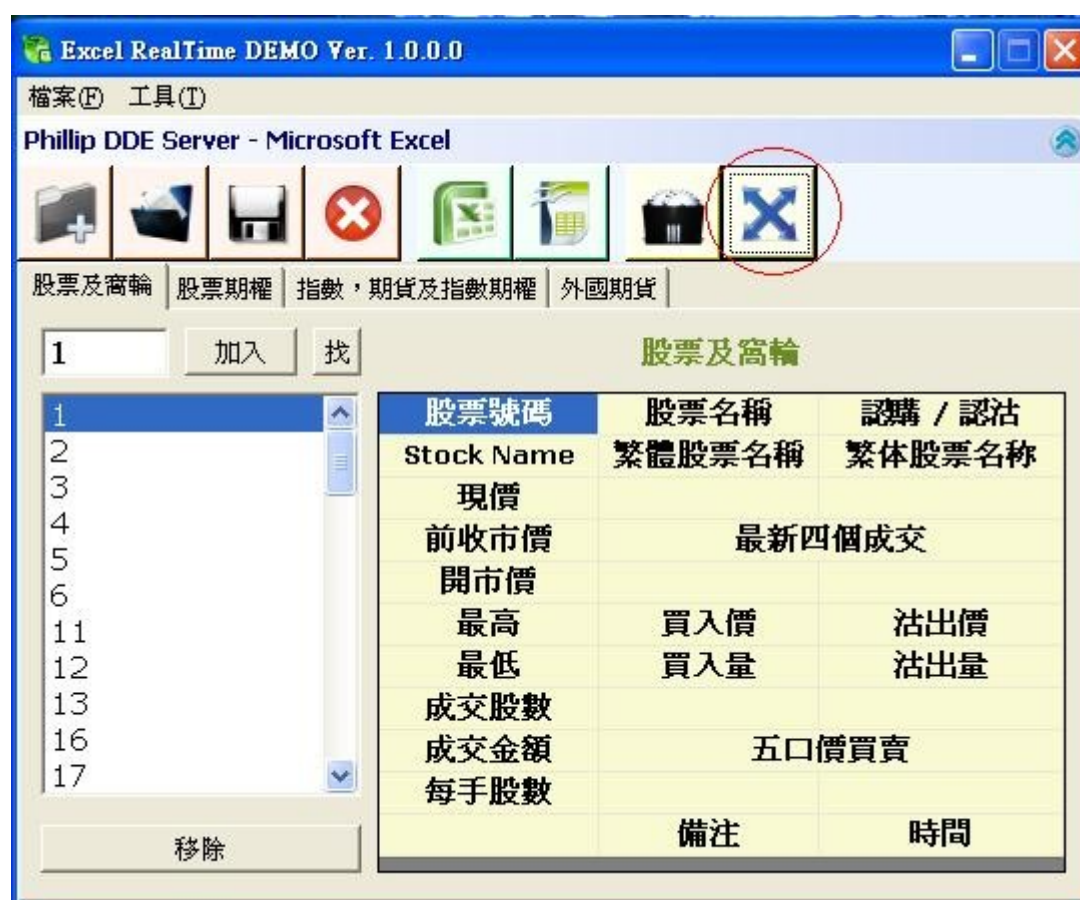 Excel RealTime DEMO Ver. 1.0.0.0
檔案(F) 工具(T)
Phillip DDE Server - Microsoft Excel
股票及窩輪 股票期權 指數，期貨及指數期權 外國期貨
1 加入 找 股票及窩輪
1
2
3
4
5
6
11
12
13
16
17
移除
股票號碼 股票名稱 認購 / 認沽
Stock Name 繁體股票名稱 繁体股票名称
現價
前收市價 最新四個成交
開市價
最高 買入價 沽出價
最低 買入量 沽出量
成交股數
成交金額 五口價買賣
每手股數
備注 時間